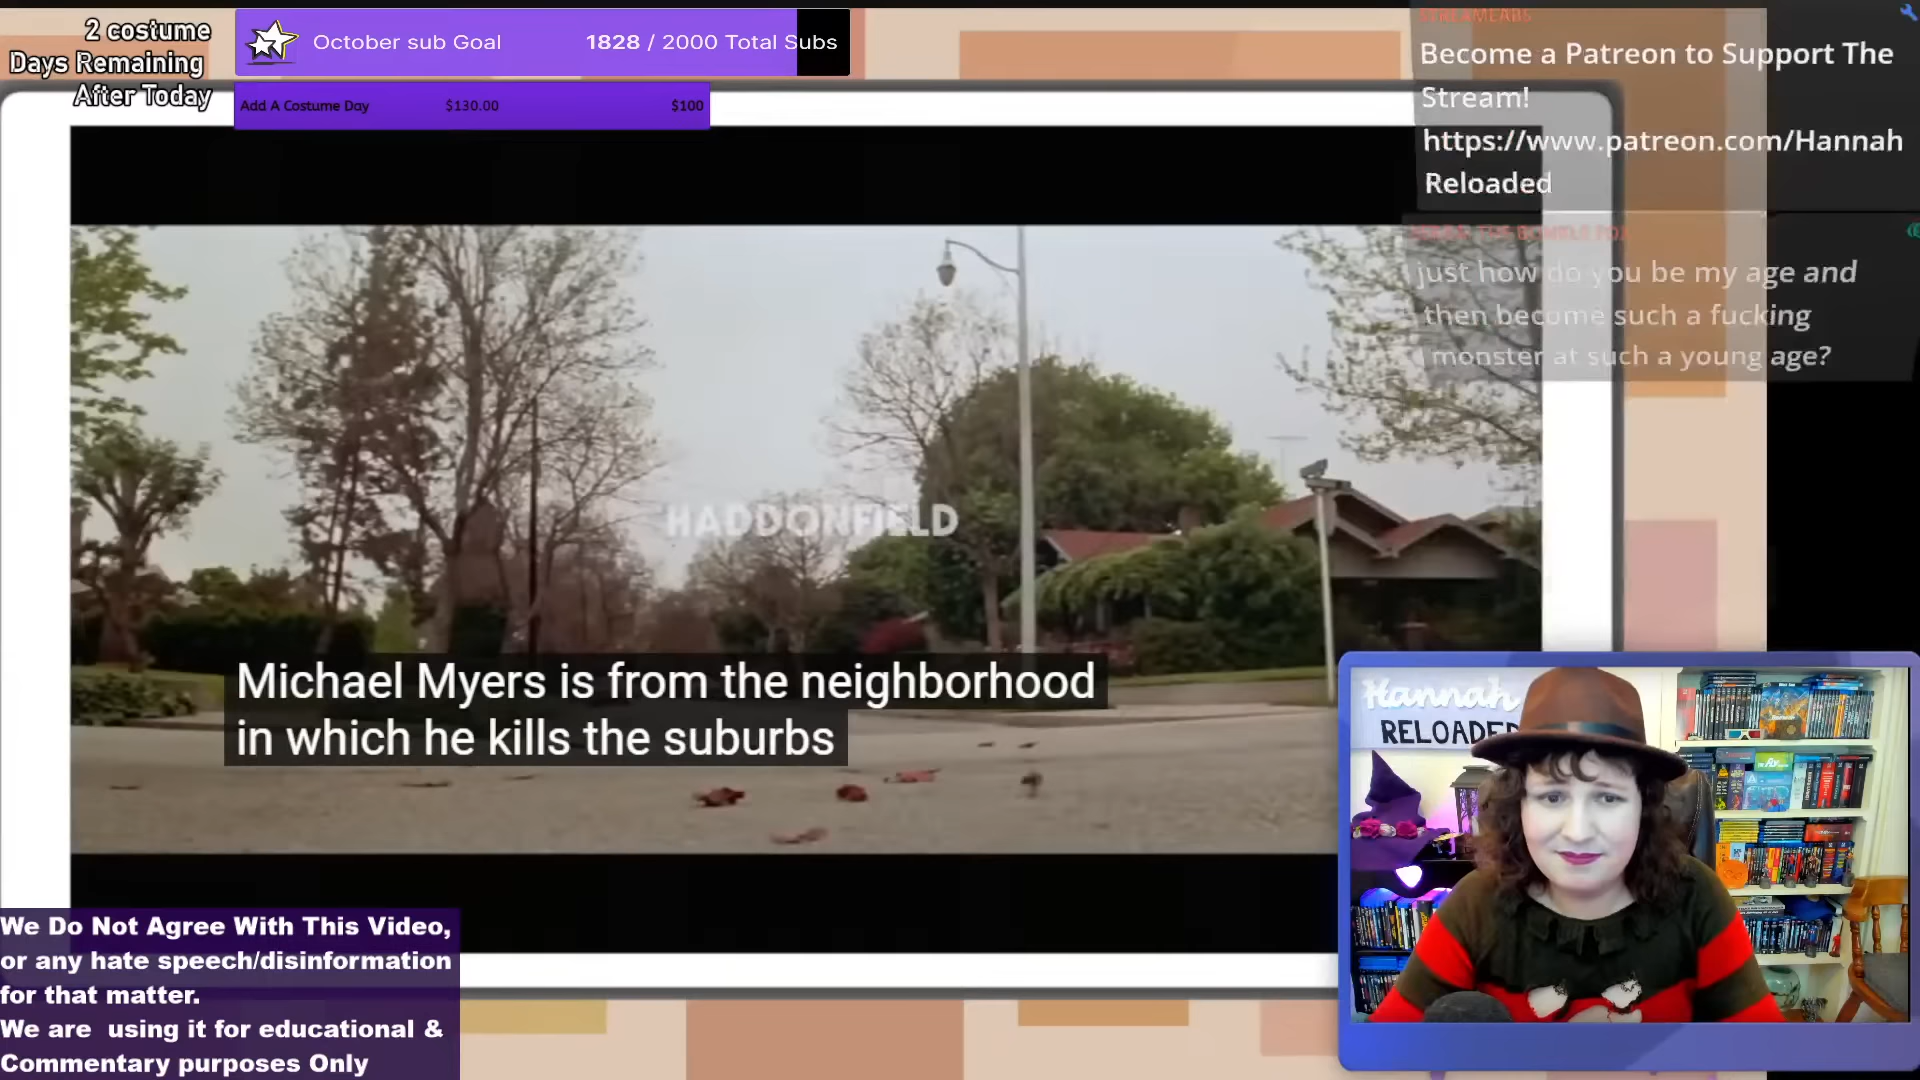 2 costume
Days Remaining
After Today
October sub Goal 1828 / 2000 Total Subs
Add A Costume Day $130.00 $100
STREAMLABS
Become a Patreon to Support The
Stream!
https://www.patreon.com/Hannah
Reloaded
just how do you be my age and
then become such a fucking
monster at such a young age?
HADDONFIELD
Michael Myers is from the neighborhood
in which he kills the suburbs
Hannah
RELOADED
We Do Not Agree With This Video,
or any hate speech/disinformation
for that matter.
We are using it for educational &
Commentary purposes Only